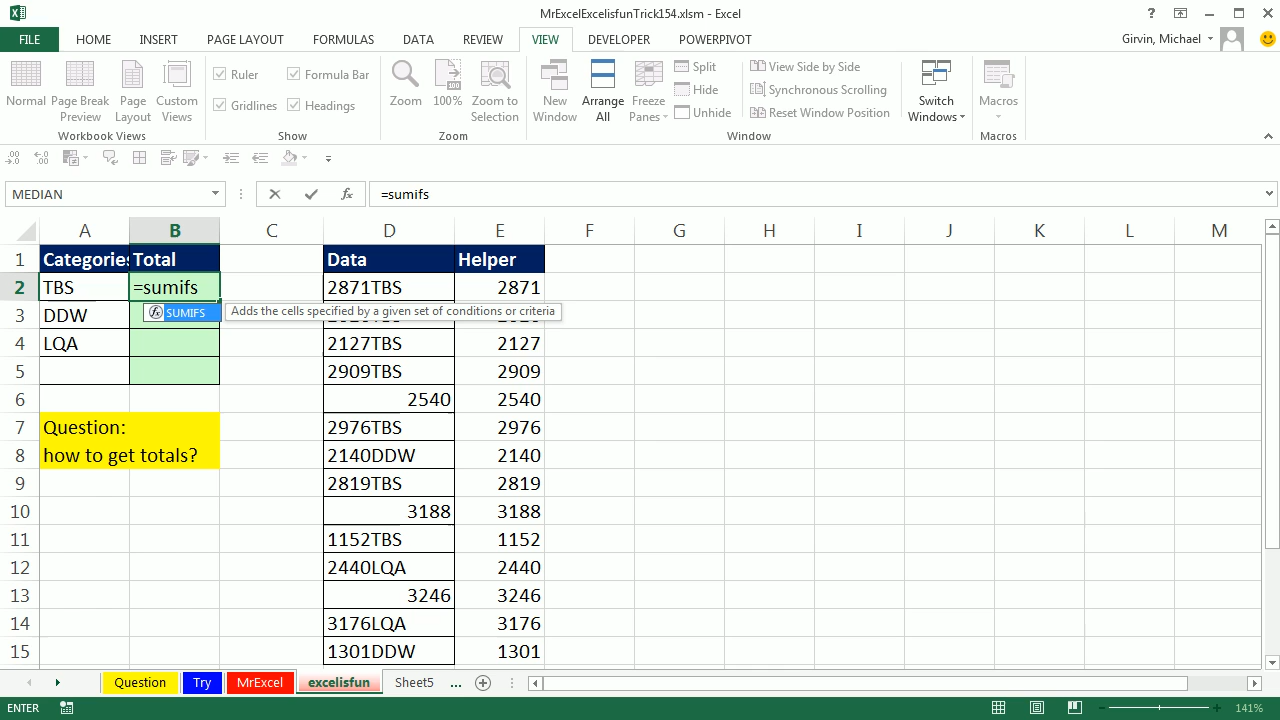 MrExcelExcelisfunTrick154.xlsm - Excel
FILE HOME INSERT PAGE LAYOUT FORMULAS DATA REVIEW VIEW DEVELOPER POWERPIVOT Girvin, Michael
Normal Page Break Preview Page Layout Custom Views
Workbook Views
Ruler Formula Bar
Gridlines Headings
Show
Zoom 100% Zoom to Selection
Zoom
New Window Arrange All Freeze Panes
Split
Hide
Unhide
View Side by Side
Synchronous Scrolling
Reset Window Position
Window
Switch Windows
Macros
Macros
MEDIAN =sumifs
A B C D E F G H I J K L M
1 Categories Total Data Helper
2 TBS =sumifs 2871TBS 2871
SUMIFS Adds the cells specified by a given set of conditions or criteria
3 DDW
4 LQA 2127TBS 2127
5 2909TBS 2909
6 2540 2540
7 Question: 2976TBS 2976
8 how to get totals? 2140DDW 2140
9 2819TBS 2819
10 3188 3188
11 1152TBS 1152
12 2440LQA 2440
13 3246 3246
14 3176LQA 3176
15 1301DDW 1301
Question Try MrExcel excelisfun Sheet5 ...
ENTER 141%